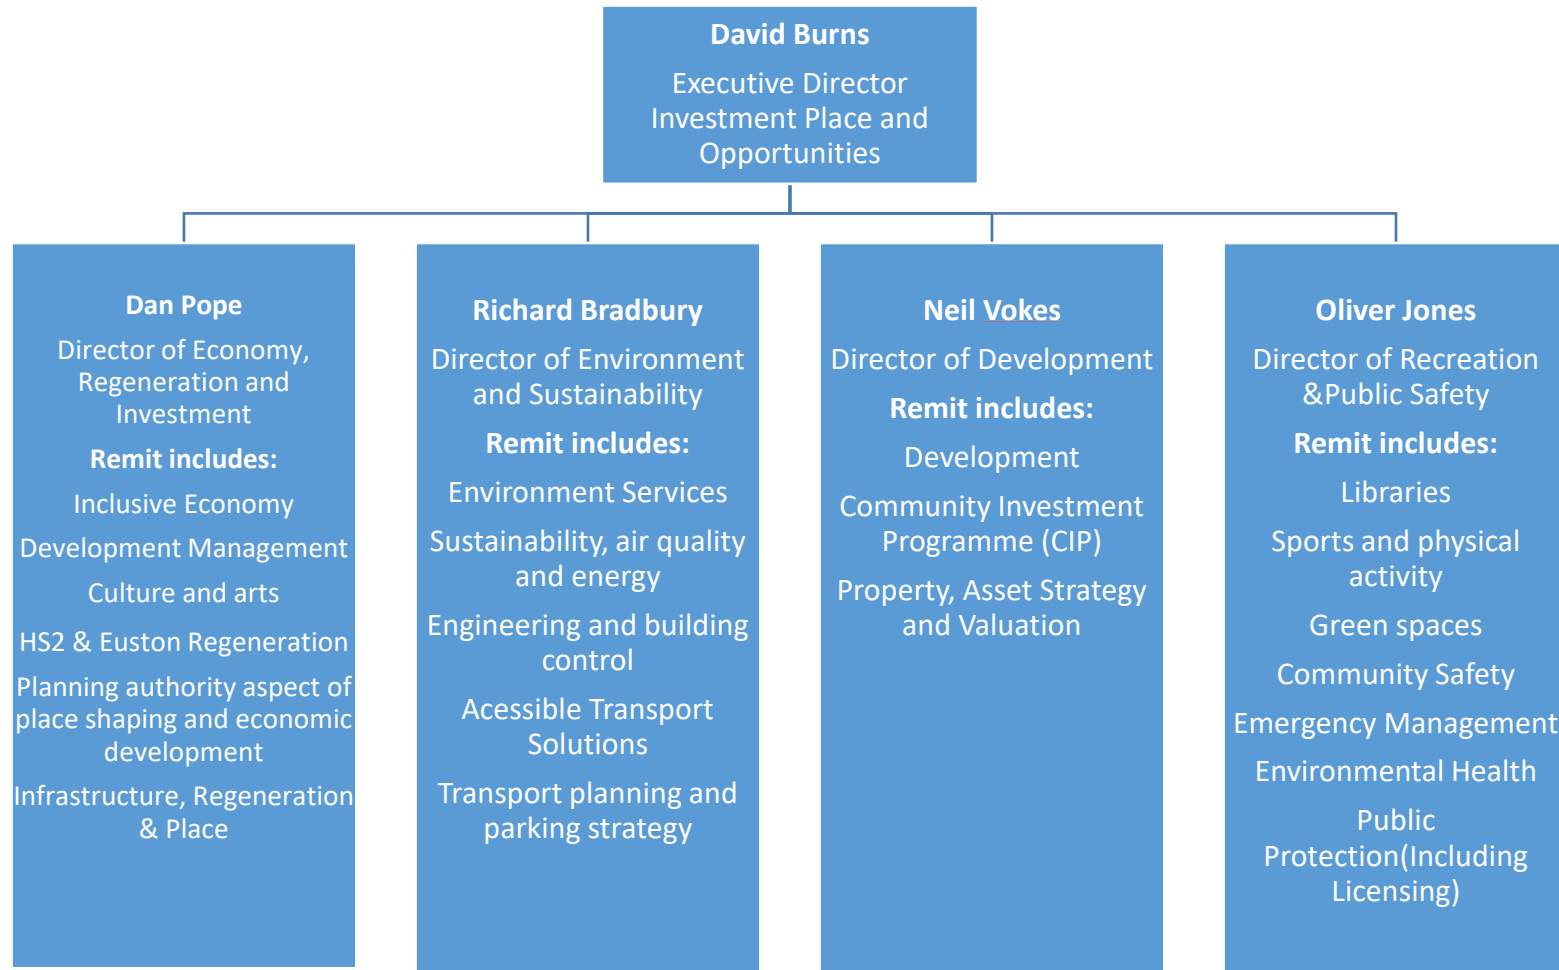 David Burns
Executive Director
Investment Place and
Opportunities
Dan Pope
Director of Economy,
Regeneration and
Investment
Remit includes:
Inclusive Economy
Development Management
Culture and arts
HS2 & Euston Regeneration
Planning authority aspect of
place shaping and economic
development
Infrastructure, Regeneration
& Place
Richard Bradbury
Director of Environment
and Sustainability
Remit includes:
Environment Services
Sustainability, air quality
and energy
Engineering and building
control
Acessible Transport
Solutions
Transport planning and
parking strategy
Neil Vokes
Director of Development
Remit includes:
Development
Community Investment
Programme (CIP)
Property, Asset Strategy
and Valuation
Oliver Jones
Director of Recreation
&Public Safety
Remit includes:
Libraries
Sports and physical
activity
Green spaces
Community Safety
Emergency Management
Environmental Health
Public
Protection(Including
Licensing)